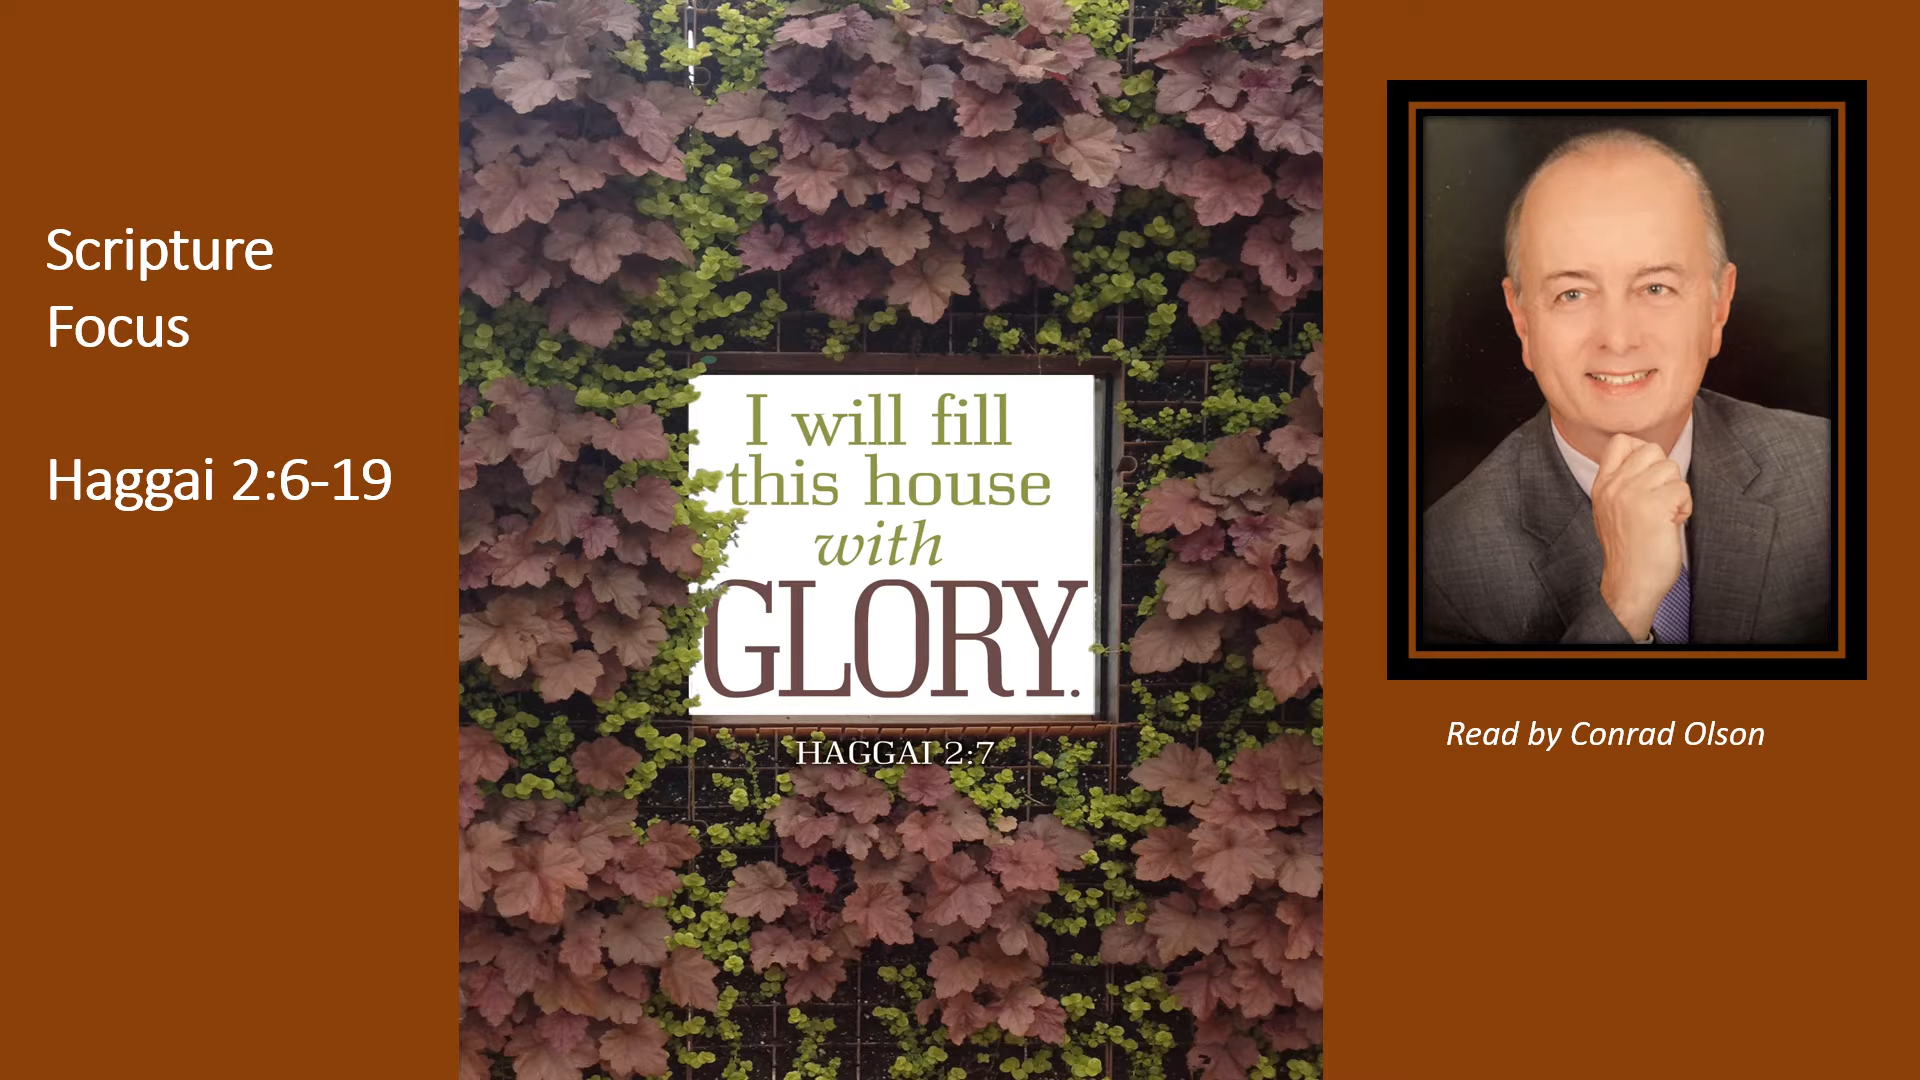 Scripture
Focus
Haggai 2:6-19
I will fill
this house
with
GLORY.
HAGGAI 2:7
Read by Conrad Olson